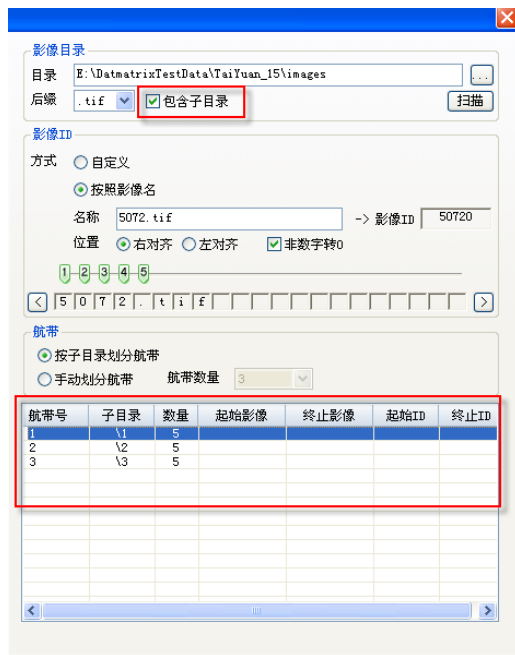 影像目录
目录 E:\DatmatrixTestData\TaiYuan_15\images ...
后缀 .tif 包含子目录 扫描
影像ID
方式 自定义
按照影像名
名称 5072.tif -> 影像ID 50720
位置 右对齐 左对齐 非数字转0
1 2 3 4 5
< 5 0 7 2 . t i f >
航带
按子目录划分航带
手动划分航带 航带数量 3
航带号 子目录 数量 起始影像 终止影像 起始ID 终止ID
1 \1 5
2 \2 5
3 \3 5